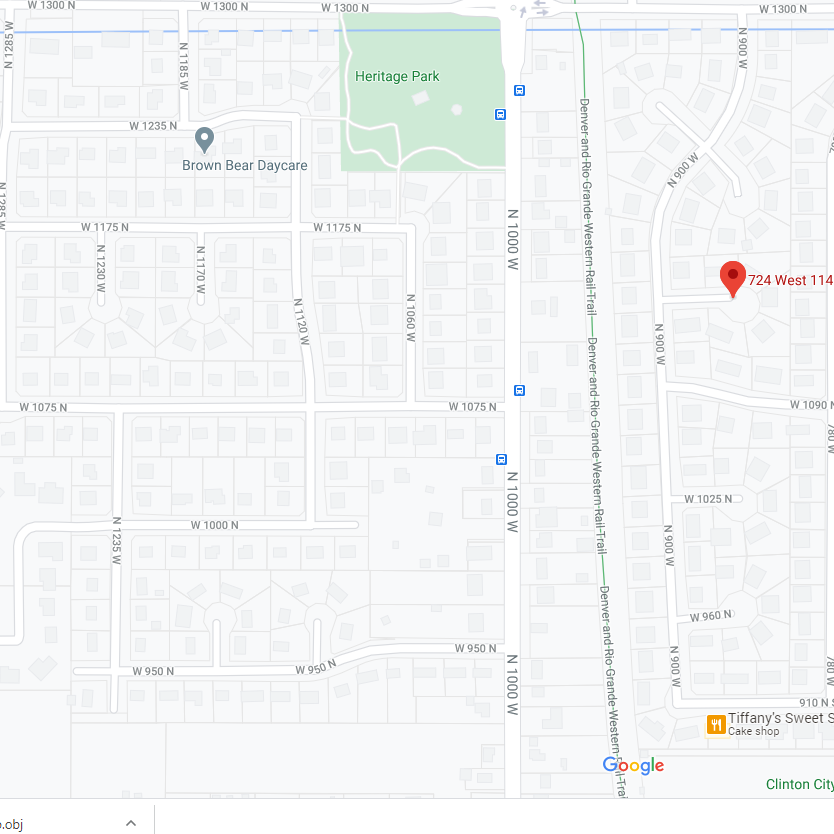 W 1300 N
W 1300 N
W 1300 N
W 1300 N
N 1285 W
N 1185 W
N 900 W
Heritage Park
W 1235 N
Brown Bear Daycare
Denver and Rio Grande Western Rail Trail
N 900 W
N 1285 W
W 1175 N
W 1175 N
N 1000 W
N 1230 W
N 1170 W
724 West 114
N 1120 W
N 1060 W
N 900 W
Denver and Rio Grande Western Rail Trail
W 1075 N
W 1075 N
W 1090 N
780 W
N 1000 W
W 1025 N
N 1235 W
W 1000 N
N 900 W
Denver and Rio Grande Western Rail Trail
W 960 N
W 950 N
W 950 N
W 950 N
N 1000 W
N 900 W
780 W
910 N S
Tiffany's Sweet S
Cake shop
Google
Clinton City
o.obj